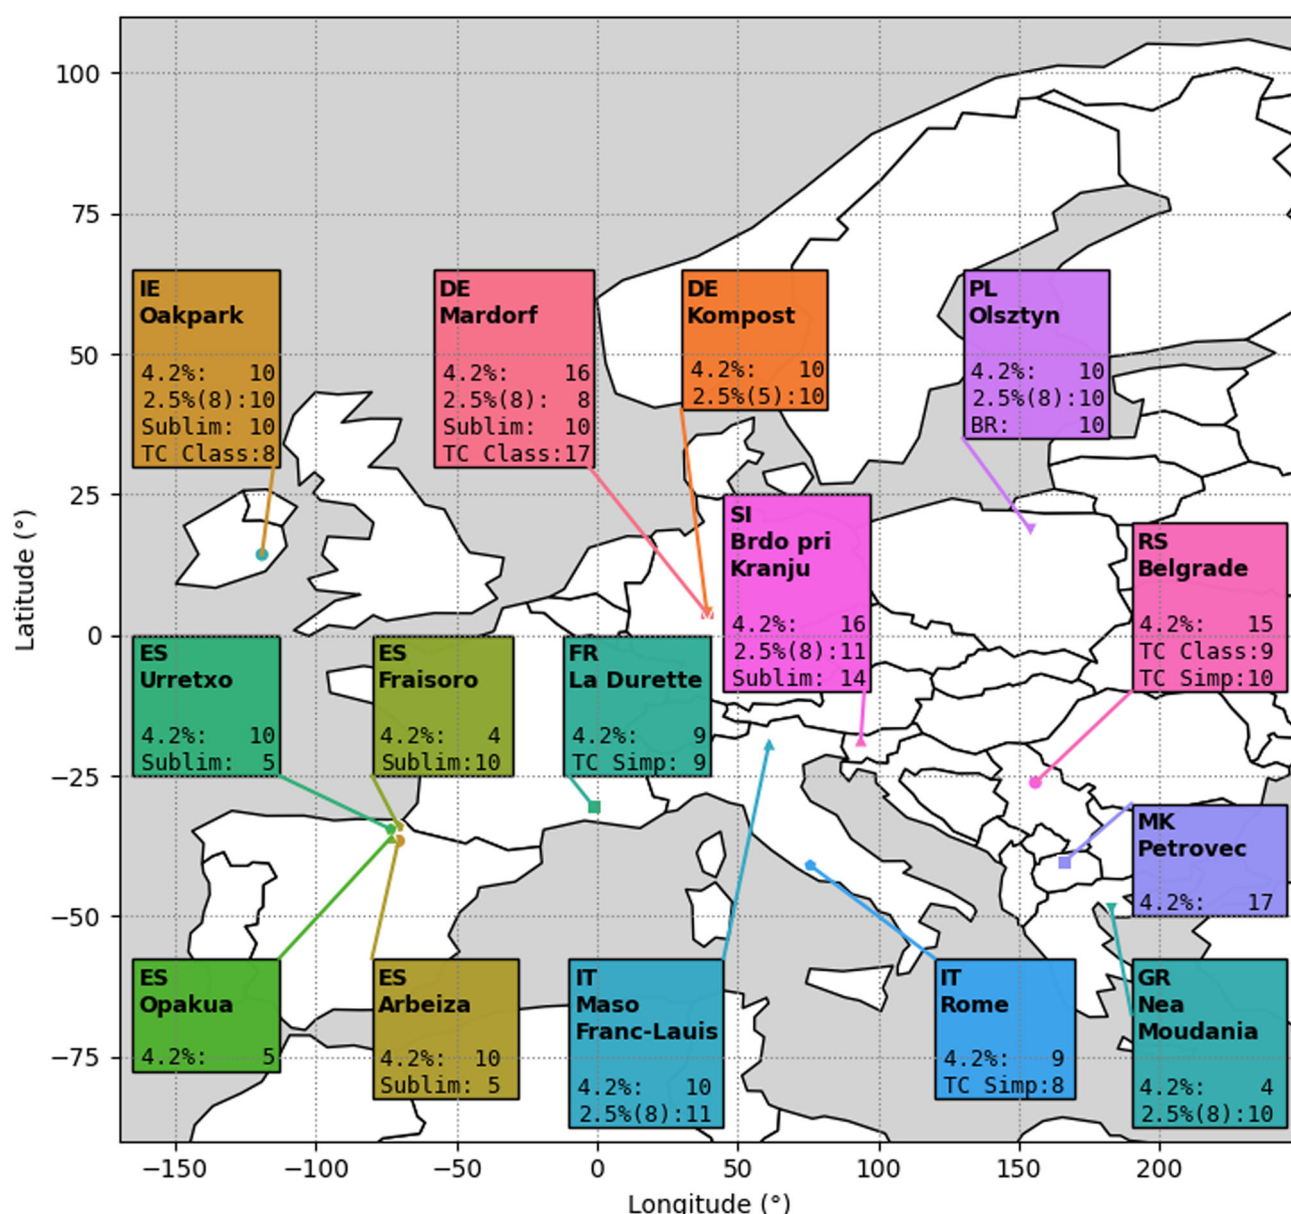 100
75
50
25
0
−25
−50
−75
Latitude (°)
IE
Oakpark
4.2%: 10
2.5%(8):10
Sublim: 10
TC Class:8
DE
Mardorf
4.2%: 16
2.5%(8): 8
Sublim: 10
TC Class:17
DE
Kompost
4.2%: 10
2.5%(5):10
PL
Olsztyn
4.2%: 10
2.5%(8):10
BR: 10
SI
Brdo pri
Kranju
4.2%: 16
2.5%(8):11
Sublim: 14
RS
Belgrade
4.2%: 15
TC Class:9
TC Simp:10
ES
Urretxo
4.2%: 10
Sublim: 5
ES
Fraisoro
4.2%: 4
Sublim:10
FR
La Durette
4.2%: 9
TC Simp: 9
MK
Petrovec
4.2%: 17
ES
Opakua
4.2%: 5
ES
Arbeiza
4.2%: 10
Sublim: 5
IT
Maso
Franc-Lauis
4.2%: 10
2.5%(8):11
IT
Rome
4.2%: 9
TC Simp:8
GR
Nea
Moudania
4.2%: 4
2.5%(8):10
−150 −100 −50 0 50 100 150 200
Longitude (°)